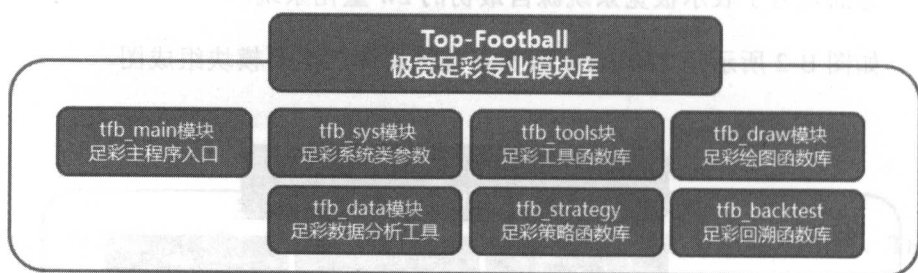 Top-Football
极宽足彩专业模块库
tfb_main模块
足彩主程序入口
tfb_sys模块
足彩系统类参数
tfb_tools块
足彩工具函数库
tfb_draw模块
足彩绘图函数库
tfb_data模块
足彩数据分析工具
tfb_strategy
足彩策略函数库
tfb_backtest
足彩回溯函数库